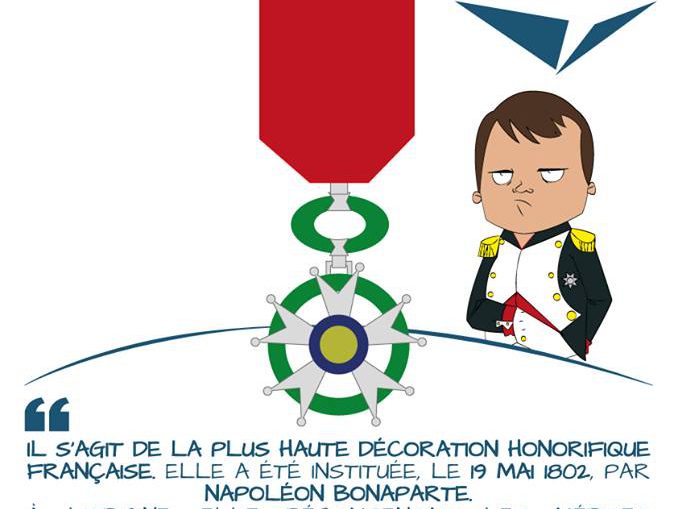 “
IL S'AGIT DE LA PLUS HAUTE DÉCORATION HONORIFIQUE
FRANÇAISE. ELLE A ÉTÉ INSTITUÉE, LE 19 MAI 1802, PAR
NAPOLÉON BONAPARTE.